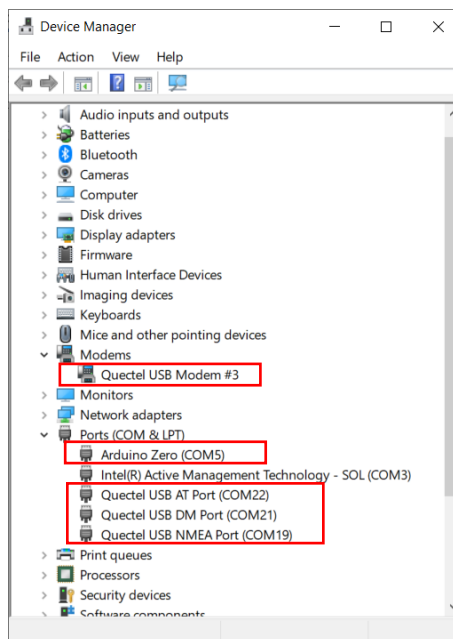 Device Manager
File Action View Help
Audio inputs and outputs
Batteries
Bluetooth
Cameras
Computer
Disk drives
Display adapters
Firmware
Human Interface Devices
Imaging devices
Keyboards
Mice and other pointing devices
Modems
Quectel USB Modem #3
Monitors
Network adapters
Ports (COM & LPT)
Arduino Zero (COM5)
Intel(R) Active Management Technology - SOL (COM3)
Quectel USB AT Port (COM22)
Quectel USB DM Port (COM21)
Quectel USB NMEA Port (COM19)
Print queues
Processors
Security devices
Software components